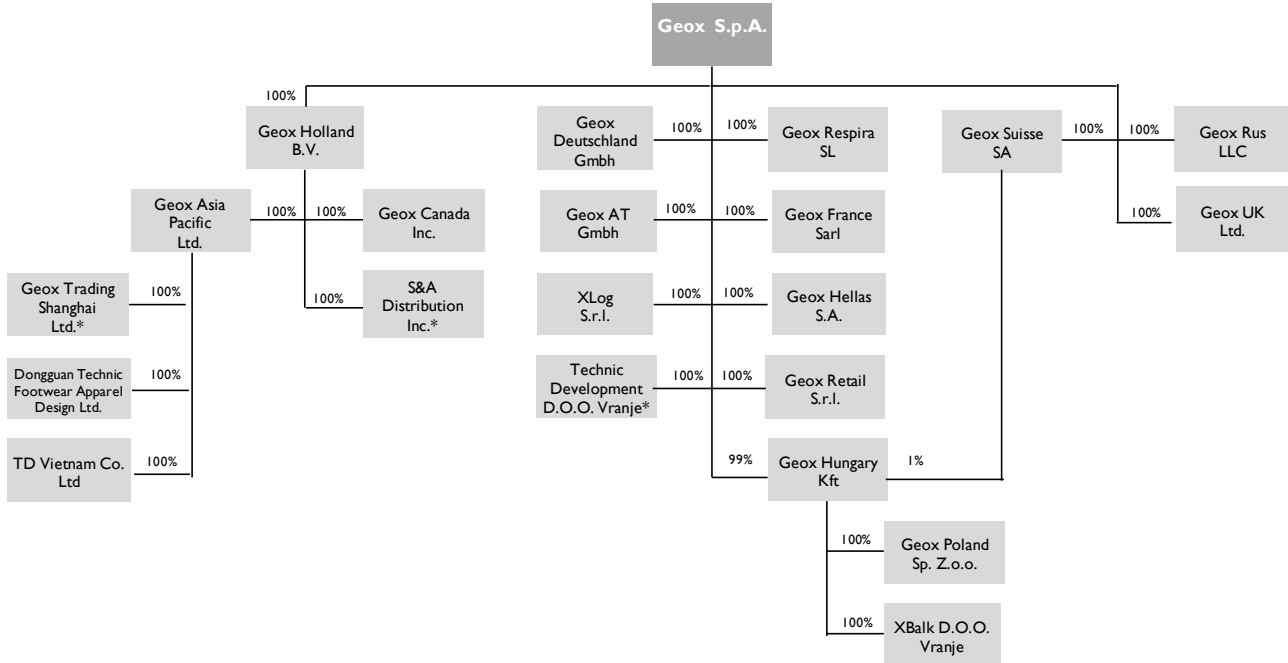 Geox S.p.A.
100%
Geox Holland
B.V.
Geox
Deutschland
Gmbh
100%
100%
Geox Respira
SL
Geox Suisse
SA
100%
100%
Geox Rus
LLC
Geox Asia
Pacific
Ltd.
100%
100%
Geox Canada
Inc.
Geox AT
Gmbh
100%
100%
Geox France
Sarl
100%
Geox UK
Ltd.
Geox Trading
Shanghai
Ltd.*
100%
100%
S&A
Distribution
Inc.*
XLog
S.r.l.
100%
100%
Geox Hellas
S.A.
Dongguan Technic
Footwear Apparel
Design Ltd.
100%
Technic
Development
D.O.O. Vranje*
100%
100%
Geox Retail
S.r.l.
TD Vietnam Co.
Ltd
100%
99%
Geox Hungary
Kft
1%
100%
Geox Poland
Sp. Z.o.o.
100%
XBalk D.O.O.
Vranje